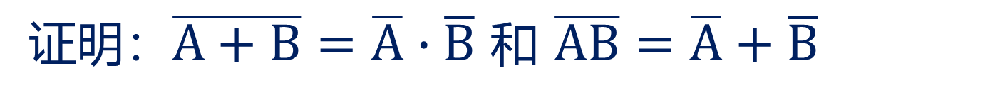 证明：$\overline{A + B} = \overline{A} \cdot \overline{B}$ 和 $\overline{AB} = \overline{A} + \overline{B}$